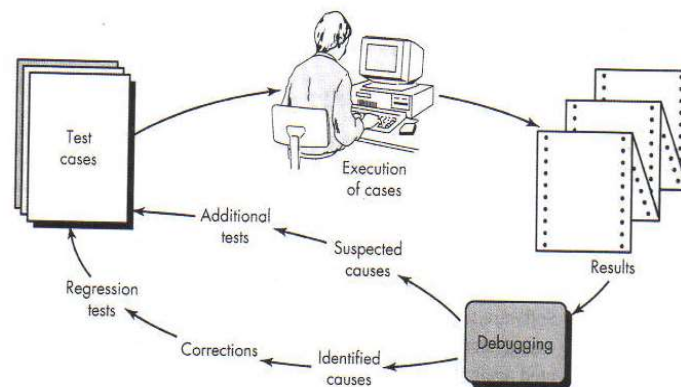 Test
cases
Execution
of cases
Results
Debugging
Suspected
causes
Additional
tests
Identified
causes
Corrections
Regression
tests